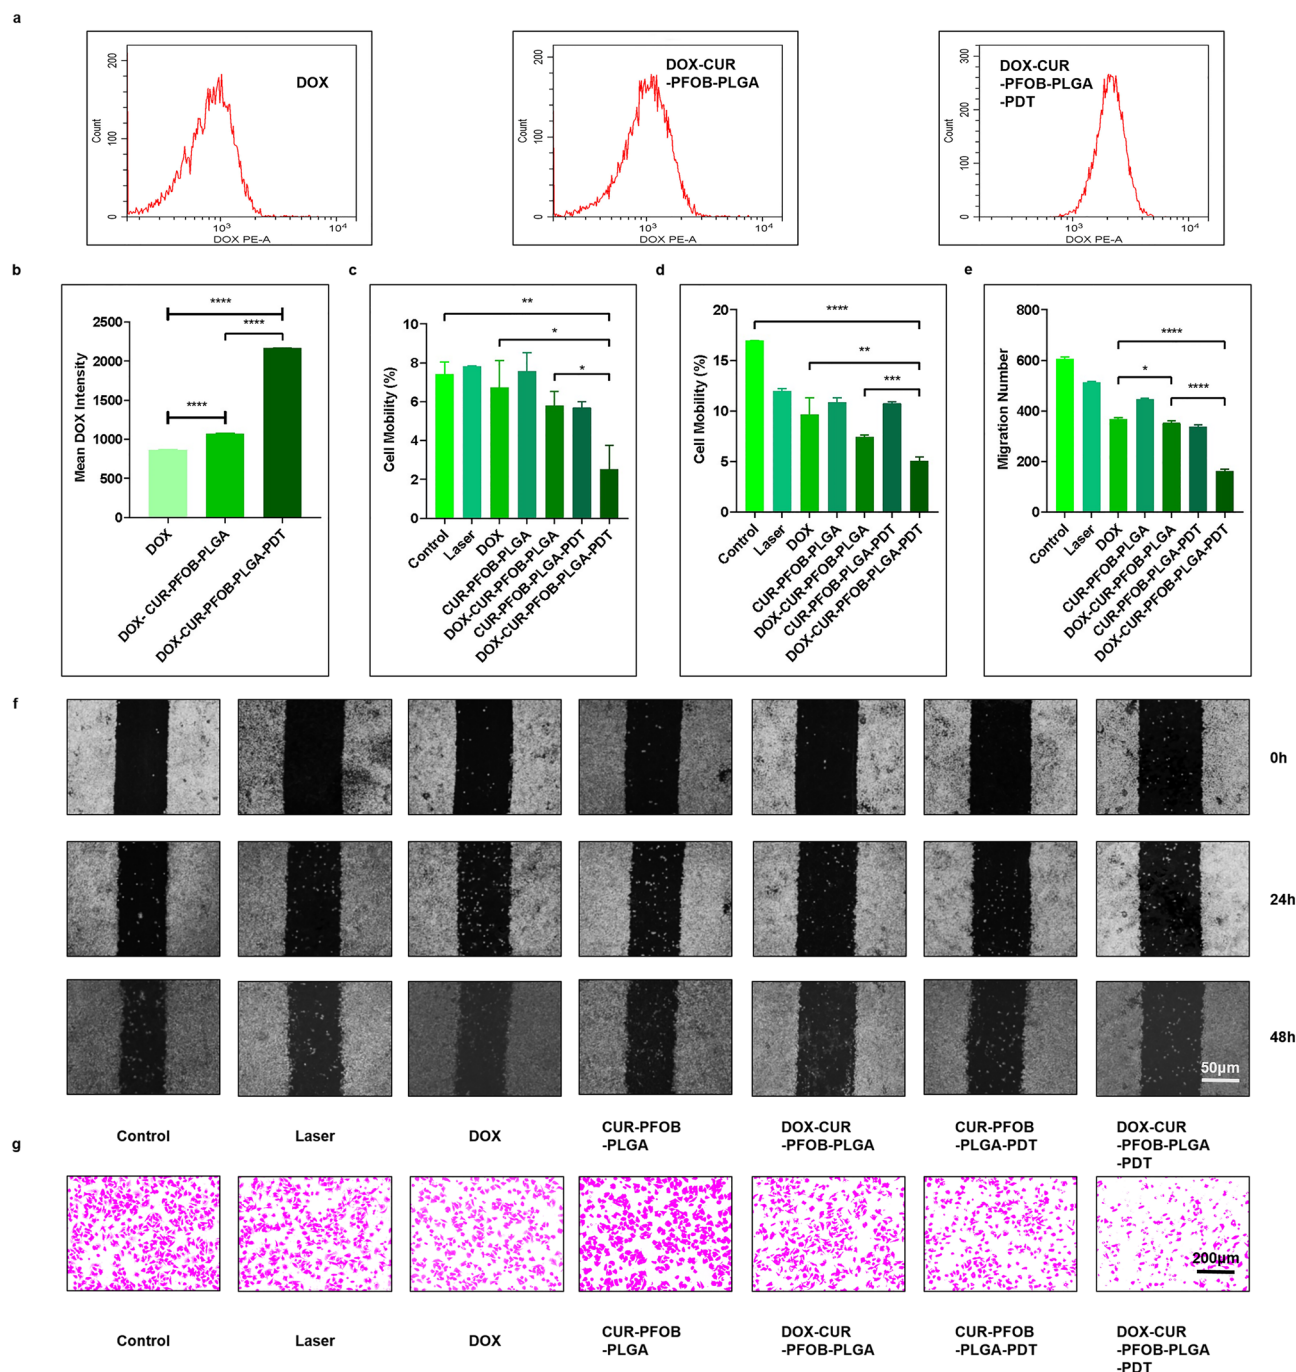 a
DOX
DOX-CUR
-PFOB-PLGA
DOX-CUR
-PFOB-PLGA
-PDT
Count
200
100
0
10³
10⁴
DOX PE-A
Count
200
100
0
10³
10⁴
DOX PE-A
Count
300
200
100
0
10³
10⁴
DOX PE-A
b
****
****
****
Mean DOX Intensity
2500
2000
1500
1000
500
0
DOX
DOX- CUR-PFOB-PLGA
DOX-CUR-PFOB-PLGA-PDT
c
**
*
*
Cell Mobility (%)
10
8
6
4
2
0
Control
Laser
DOX
CUR-PFOB-PLGA
DOX-CUR-PFOB-PLGA
CUR-PFOB-PLGA-PDT
DOX-CUR-PFOB-PLGA-PDT
d
****
**
***
Cell Mobility (%)
20
15
10
5
0
Control
Laser
DOX
CUR-PFOB-PLGA
DOX-CUR-PFOB-PLGA
CUR-PFOB-PLGA-PDT
DOX-CUR-PFOB-PLGA-PDT
e
****
*
****
Migration Number
800
600
400
200
0
Control
Laser
DOX
CUR-PFOB-PLGA
DOX-CUR-PFOB-PLGA
CUR-PFOB-PLGA-PDT
DOX-CUR-PFOB-PLGA-PDT
f
0h
24h
48h
50μm
Control
Laser
DOX
CUR-PFOB
-PLGA
DOX-CUR
-PFOB-PLGA
CUR-PFOB
-PLGA-PDT
DOX-CUR
-PFOB-PLGA
-PDT
g
200μm
Control
Laser
DOX
CUR-PFOB
-PLGA
DOX-CUR
-PFOB-PLGA
CUR-PFOB
-PLGA-PDT
DOX-CUR
-PFOB-PLGA
-PDT